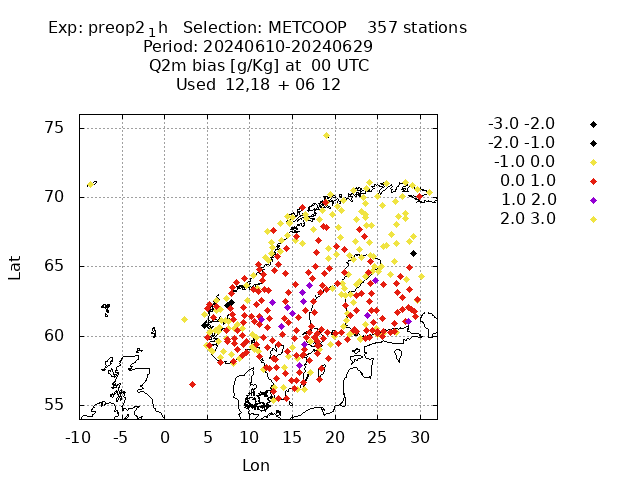 Exp: preop2₁h Selection: METCOOP 357 stations
Period: 20240610-20240629
Q2m bias [g/Kg] at 00 UTC
Used 12,18 + 06 12
-3.0 -2.0
-2.0 -1.0
-1.0 0.0
0.0 1.0
1.0 2.0
2.0 3.0
75
70
65
60
55
Lat
-10 -5 0 5 10 15 20 25 30
Lon